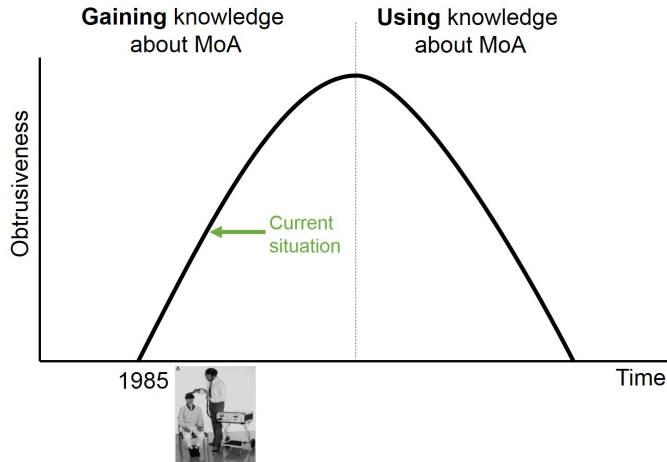 Gaining knowledge
about MoA
Using knowledge
about MoA
Obtrusiveness
Current
situation
1985
A
Time